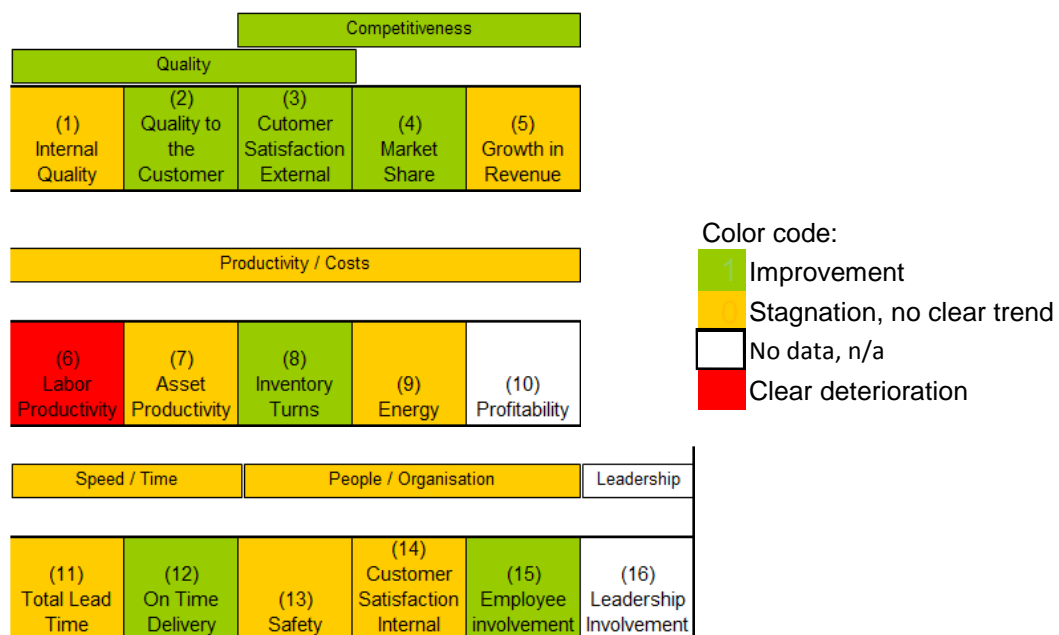 Competitiveness
Quality
(1)
Internal
Quality
(2)
Quality to
the
Customer
(3)
Cutomer
Satisfaction
External
(4)
Market
Share
(5)
Growth in
Revenue
Productivity / Costs
Color code:
1 Improvement
0 Stagnation, no clear trend
No data, n/a
Clear deterioration
(6)
Labor
Productivity
(7)
Asset
Productivity
(8)
Inventory
Turns
(9)
Energy
(10)
Profitability
Speed / Time
People / Organisation
Leadership
(11)
Total Lead
Time
(12)
On Time
Delivery
(13)
Safety
(14)
Customer
Satisfaction
Internal
(15)
Employee
involvement
(16)
Leadership
Involvement